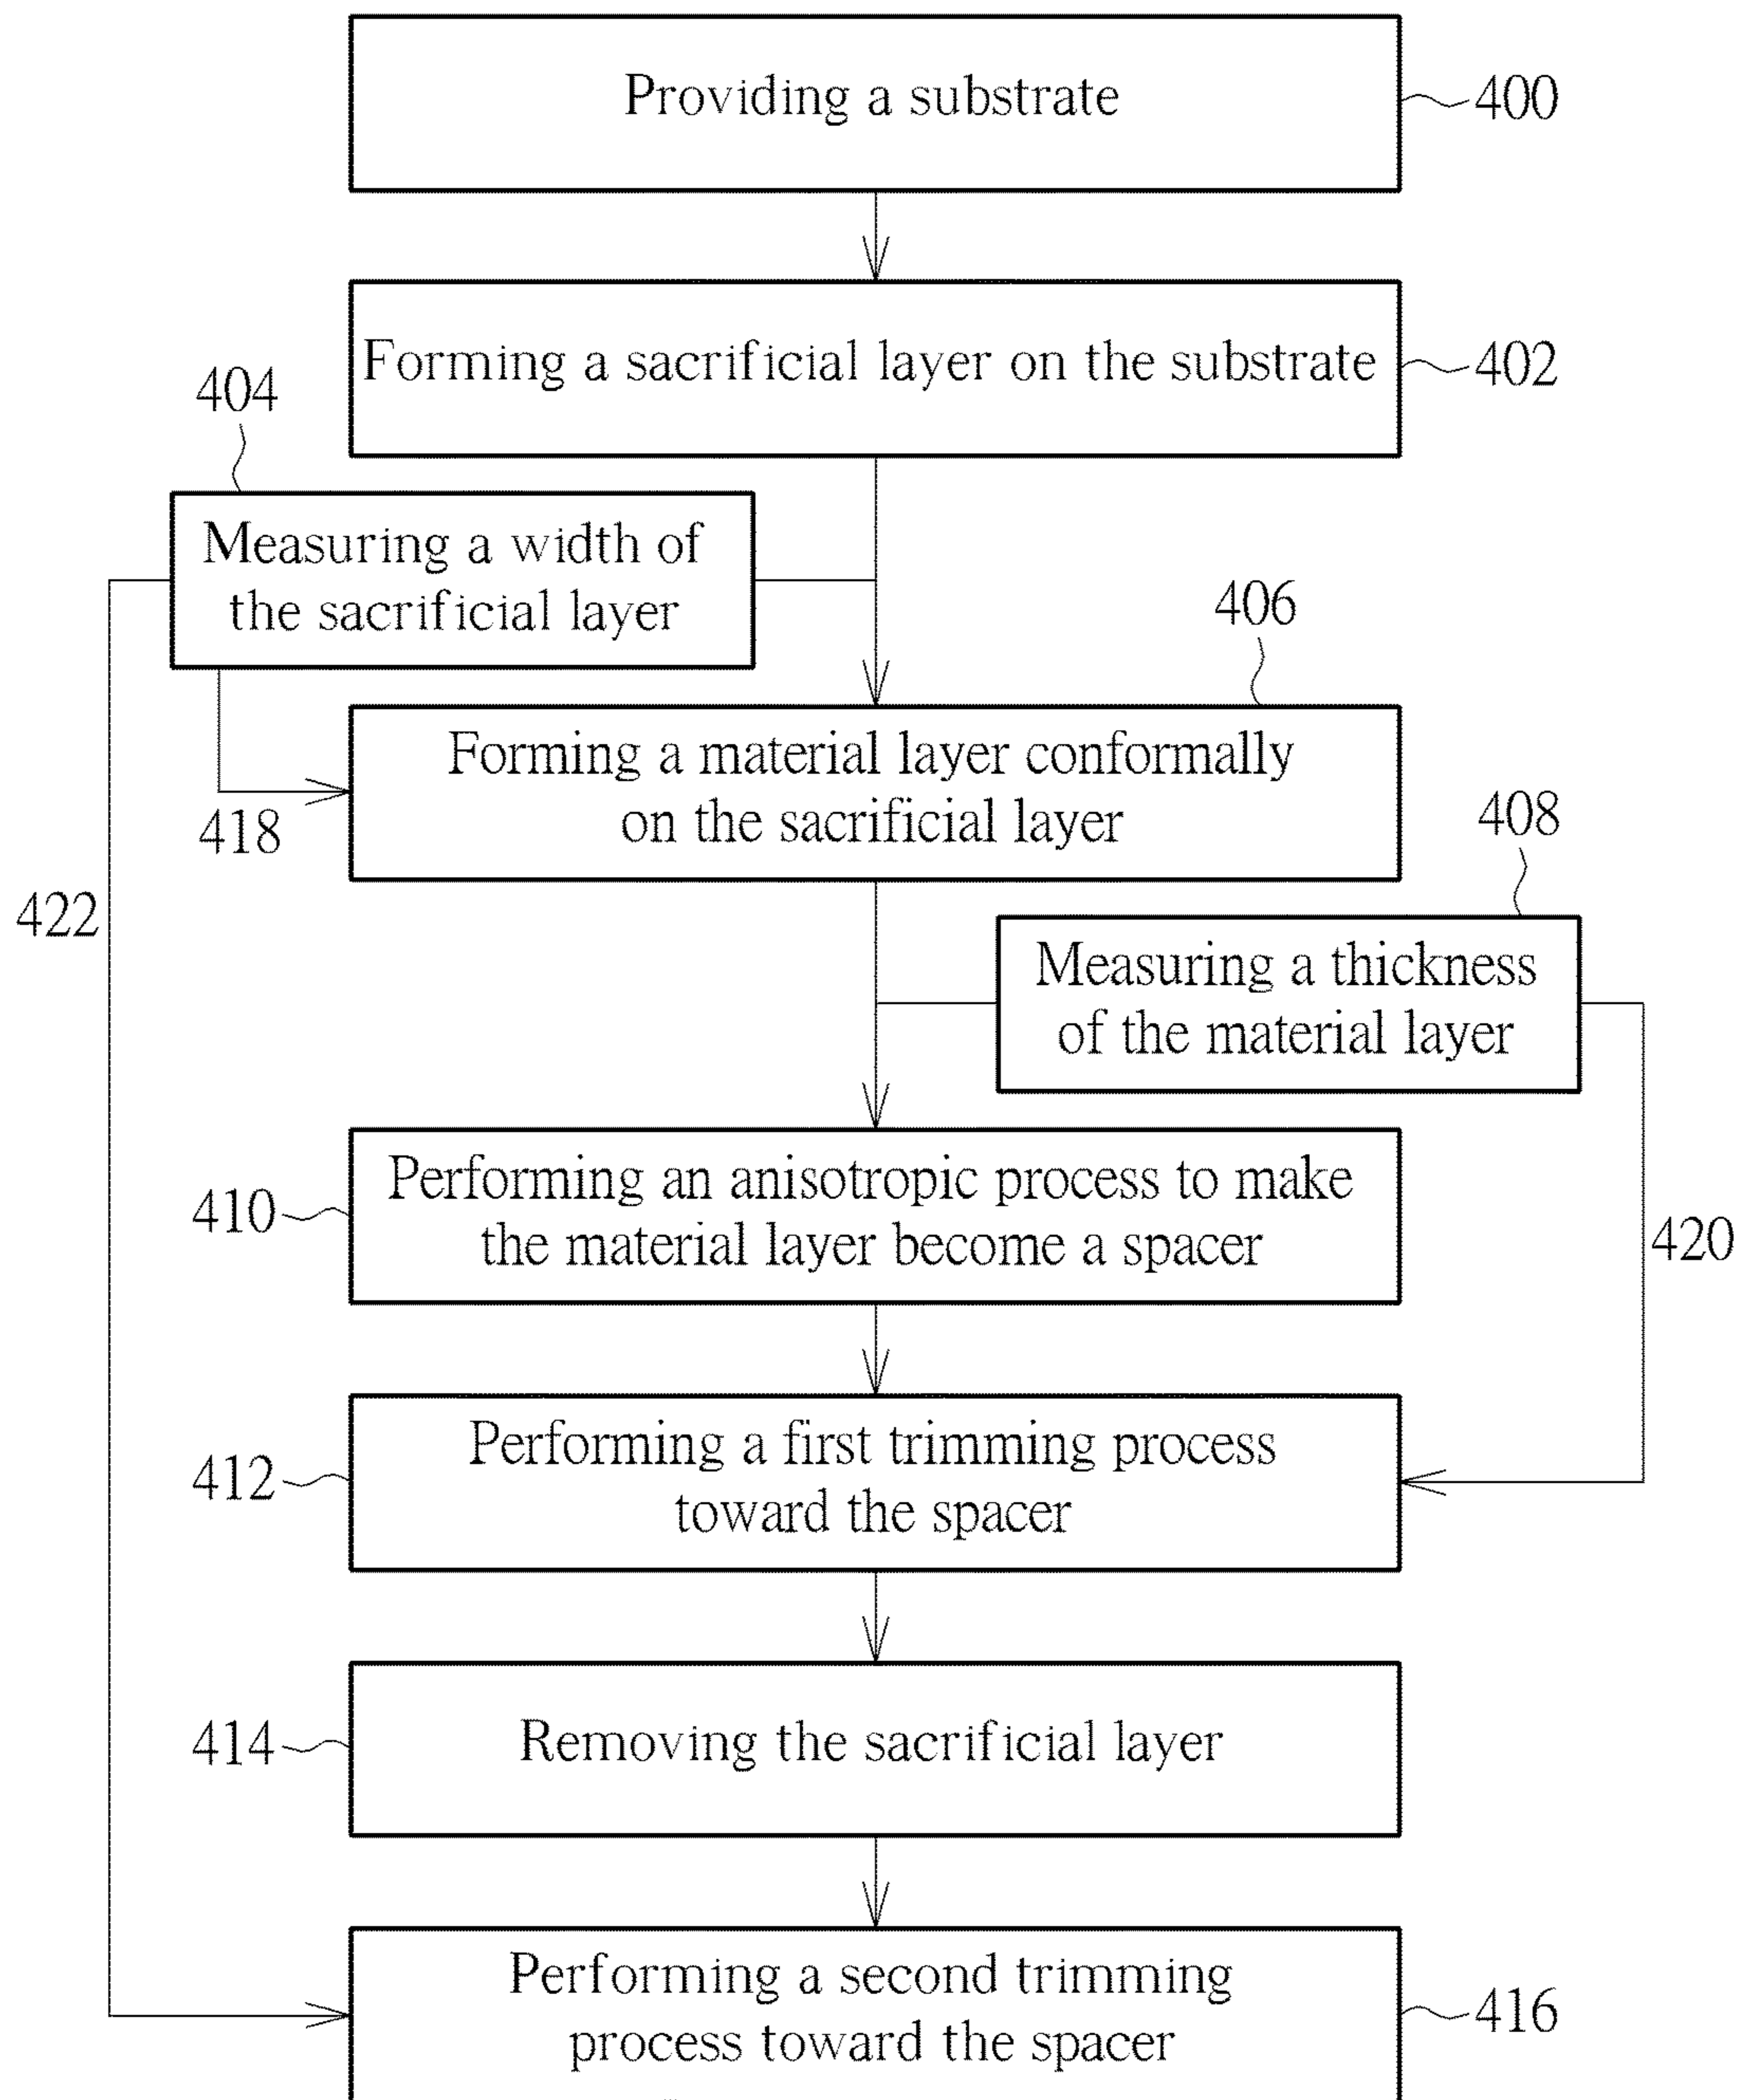 Providing a substrate
400
Forming a sacrificial layer on the substrate
402
404
Measuring a width of
the sacrificial layer
406
Forming a material layer conformally
on the sacrificial layer
418
408
422
Measuring a thickness
of the material layer
Performing an anisotropic process to make
the material layer become a spacer
410
420
Performing a first trimming process
toward the spacer
412
Removing the sacrificial layer
414
Performing a second trimming
process toward the spacer
416